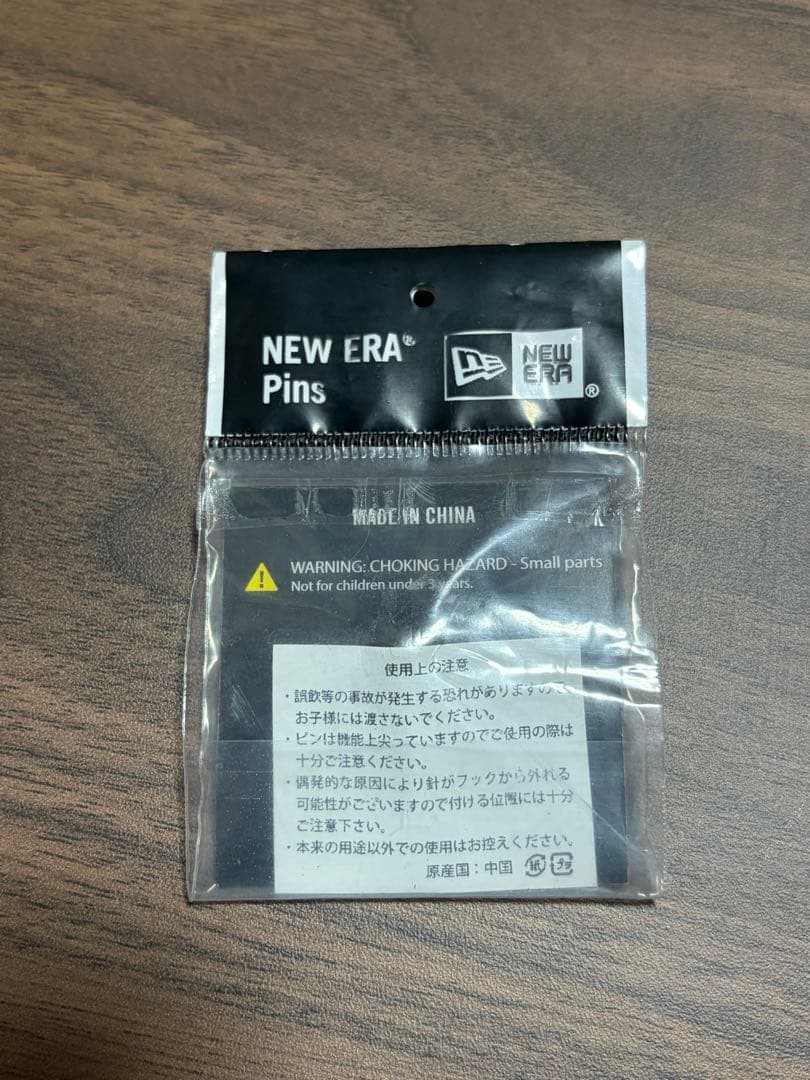 NEW ERA®
Pins
NEW
ERA
®
MADE IN CHINA
WARNING: CHOKING HAZARD - Small parts
Not for children under 3 years.
使用上の注意
・誤飲等の事故が発生する恐れがありますので
お子様には渡さないでください。
・ピンは機能上尖っていますのでご使用の際は
十分ご注意ください。
・偶発的な原因により針がフックから外れる
可能性がございますので付ける位置には十分
ご注意下さい。
・本来の用途以外での使用はお控えください。
原産国：中国 紙 プラ